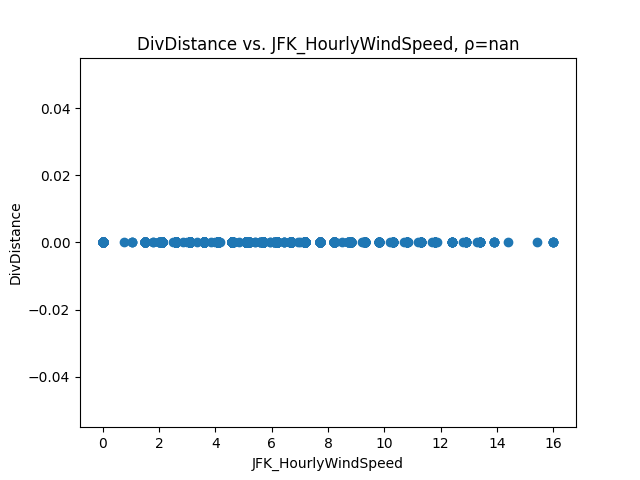 DivDistance vs. JFK_HourlyWindSpeed, ρ=nan
0.04
0.02
0.00
−0.02
−0.04
DivDistance
0 2 4 6 8 10 12 14 16
JFK_HourlyWindSpeed